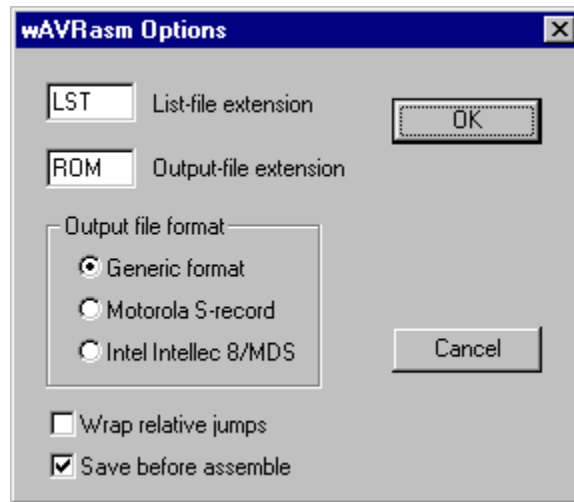 wAVRasm Options
LST List-file extension
OK
ROM Output-file extension
Output file format
Generic format
Motorola S-record
Intel Intellec 8/MDS
Cancel
Wrap relative jumps
Save before assemble